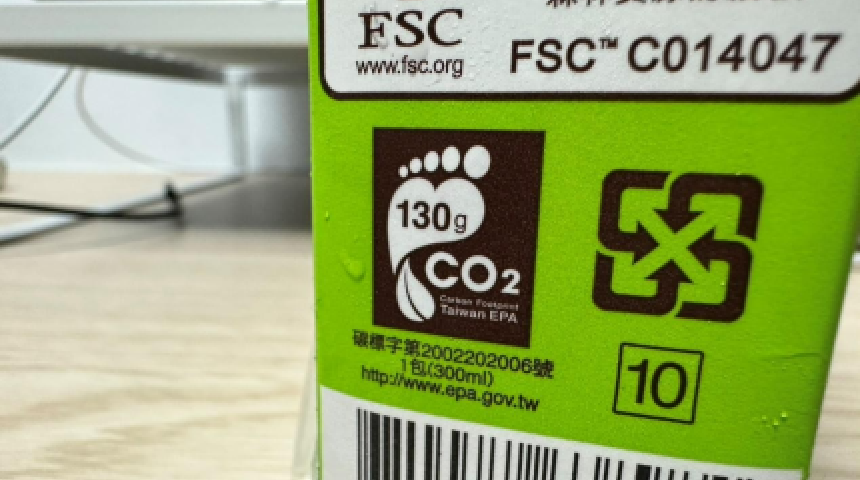 FSC
www.fsc.org
FSC™ C014047
130g
CO2
Carbon Footprint
Taiwan EPA
碳標字第2002202006號
1包(300ml)
http://www.epa.gov.tw
10